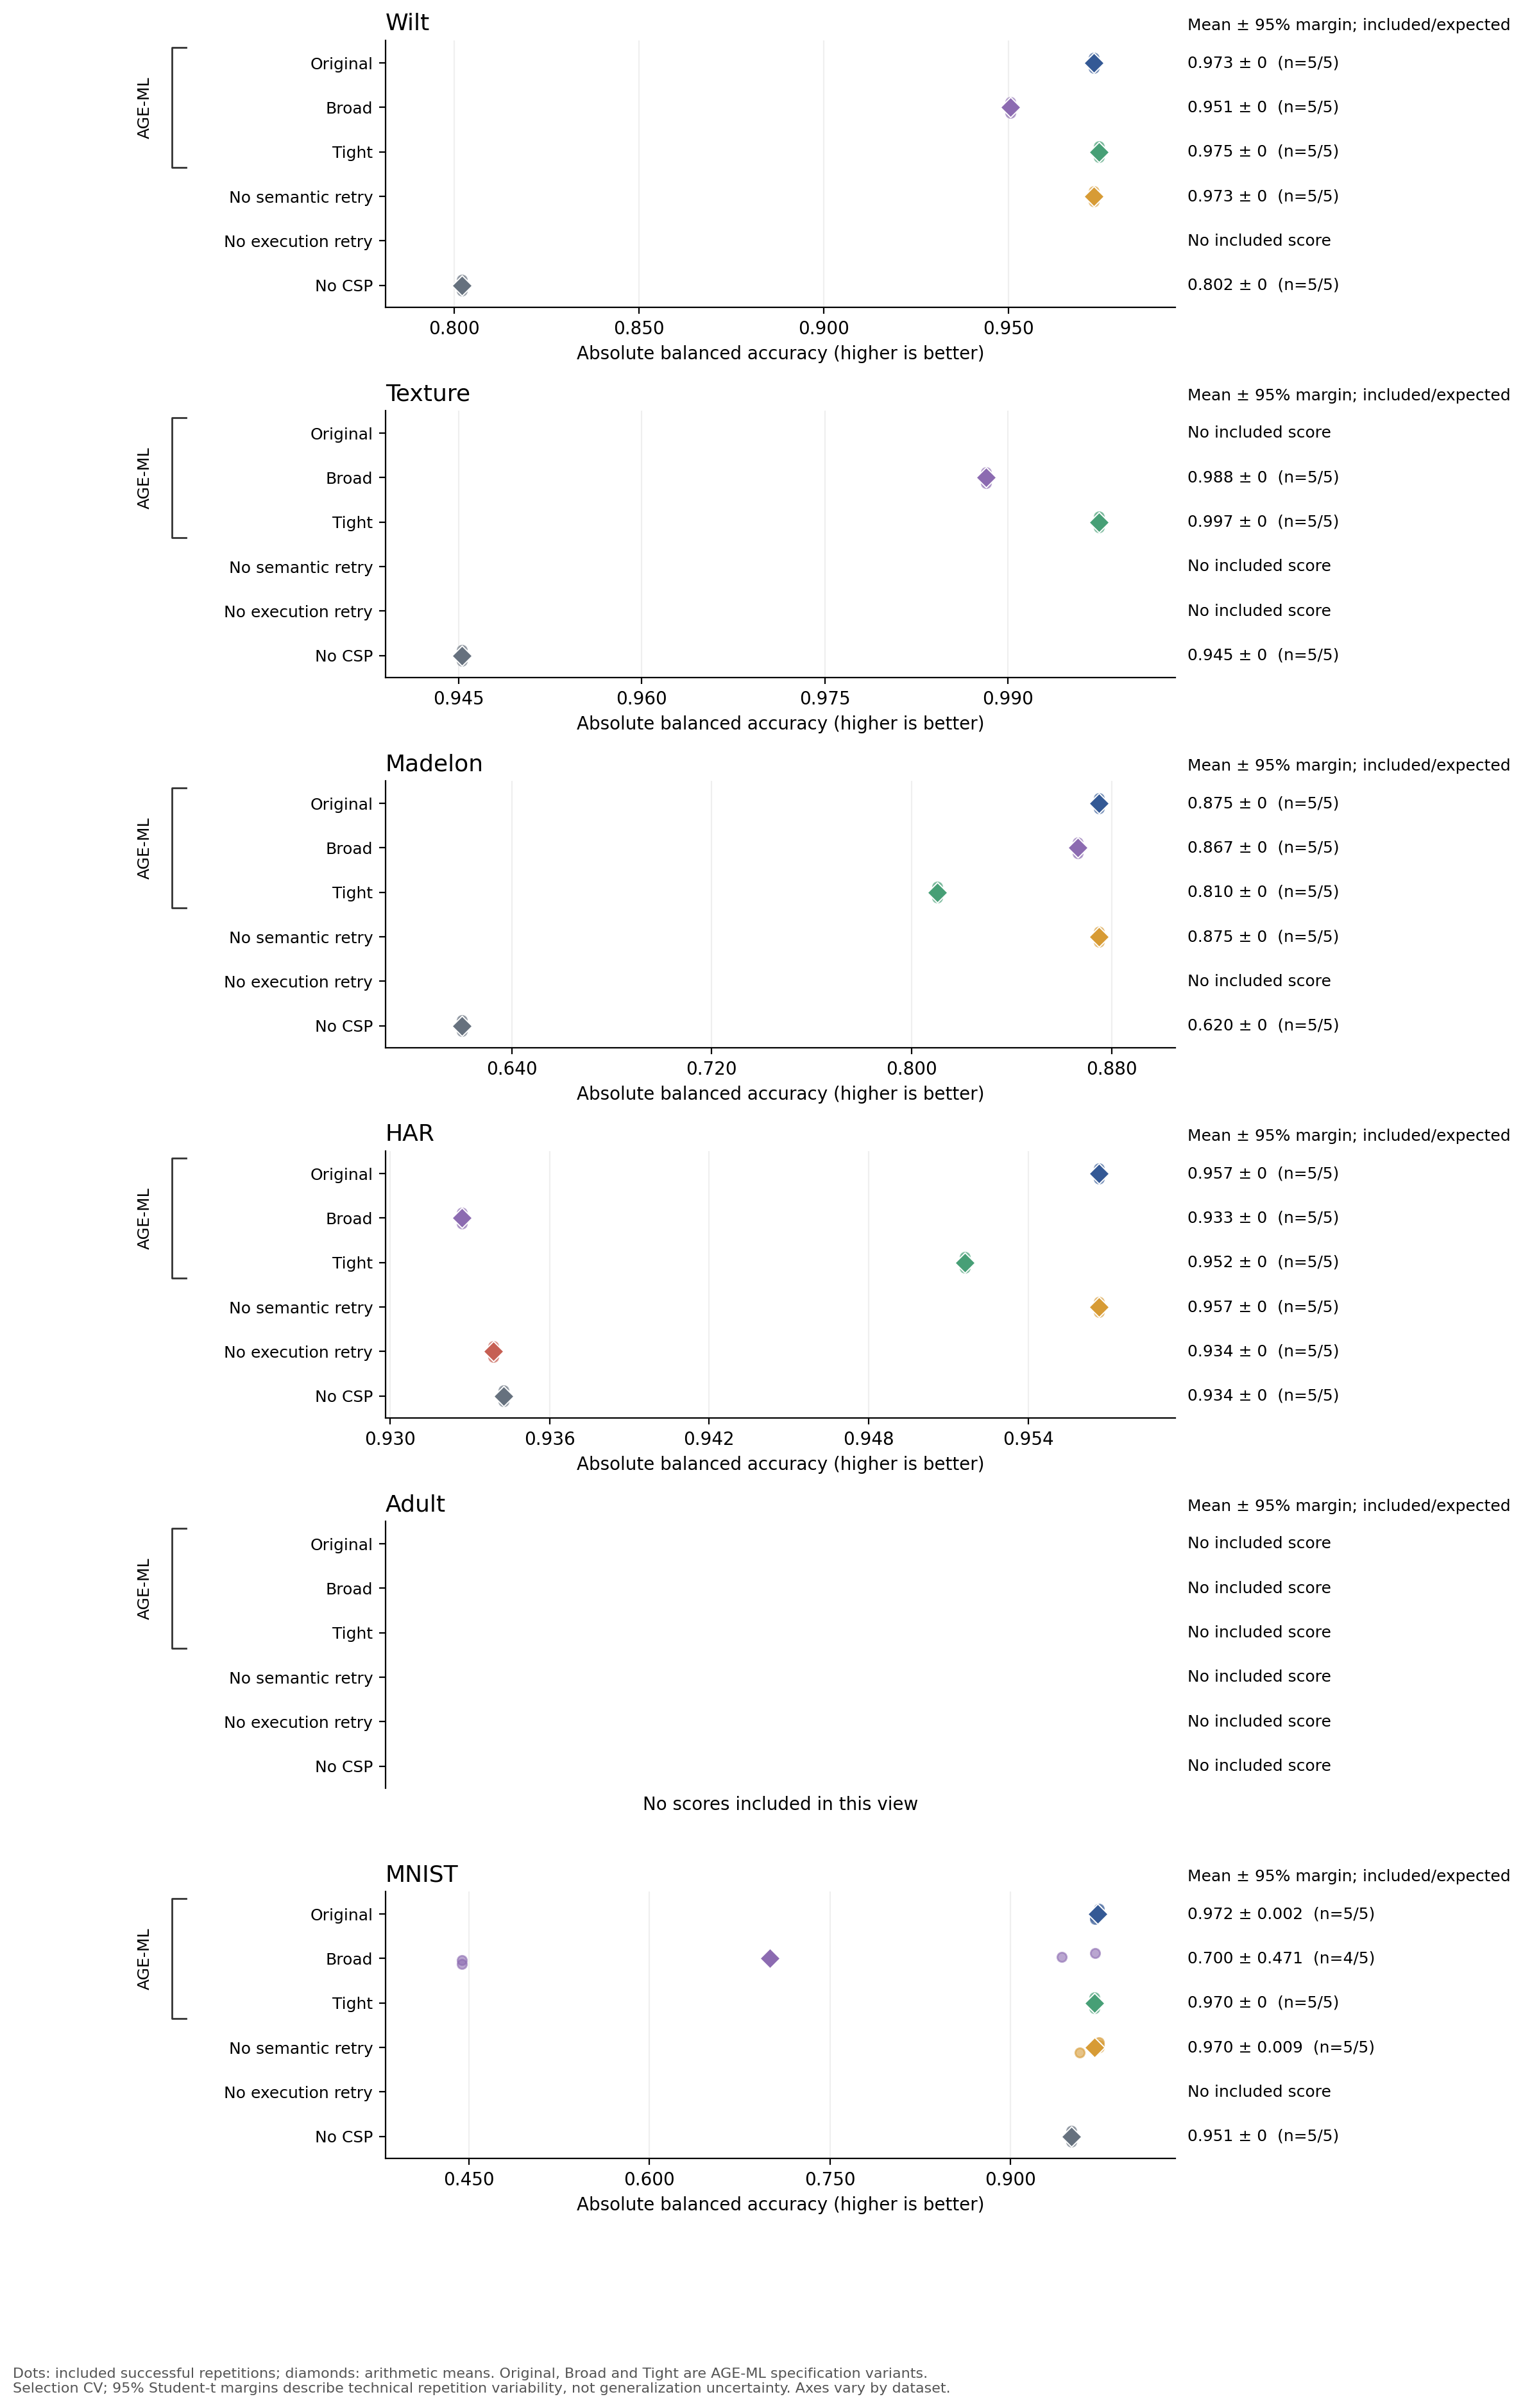 Wilt
Mean ± 95% margin; included/expected
AGE-ML
Original
0.973 ± 0  (n=5/5)
Broad
0.951 ± 0  (n=5/5)
Tight
0.975 ± 0  (n=5/5)
No semantic retry
0.973 ± 0  (n=5/5)
No execution retry
No included score
No CSP
0.802 ± 0  (n=5/5)
0.800 0.850 0.900 0.950
Absolute balanced accuracy (higher is better)
Texture
Mean ± 95% margin; included/expected
AGE-ML
Original
No included score
Broad
0.988 ± 0  (n=5/5)
Tight
0.997 ± 0  (n=5/5)
No semantic retry
No included score
No execution retry
No included score
No CSP
0.945 ± 0  (n=5/5)
0.945 0.960 0.975 0.990
Absolute balanced accuracy (higher is better)
Madelon
Mean ± 95% margin; included/expected
AGE-ML
Original
0.875 ± 0  (n=5/5)
Broad
0.867 ± 0  (n=5/5)
Tight
0.810 ± 0  (n=5/5)
No semantic retry
0.875 ± 0  (n=5/5)
No execution retry
No included score
No CSP
0.620 ± 0  (n=5/5)
0.640 0.720 0.800 0.880
Absolute balanced accuracy (higher is better)
HAR
Mean ± 95% margin; included/expected
AGE-ML
Original
0.957 ± 0  (n=5/5)
Broad
0.933 ± 0  (n=5/5)
Tight
0.952 ± 0  (n=5/5)
No semantic retry
0.957 ± 0  (n=5/5)
No execution retry
0.934 ± 0  (n=5/5)
No CSP
0.934 ± 0  (n=5/5)
0.930 0.936 0.942 0.948 0.954
Absolute balanced accuracy (higher is better)
Adult
Mean ± 95% margin; included/expected
AGE-ML
Original
No included score
Broad
No included score
Tight
No included score
No semantic retry
No included score
No execution retry
No included score
No CSP
No included score
No scores included in this view
MNIST
Mean ± 95% margin; included/expected
AGE-ML
Original
0.972 ± 0.002  (n=5/5)
Broad
0.700 ± 0.471  (n=4/5)
Tight
0.970 ± 0  (n=5/5)
No semantic retry
0.970 ± 0.009  (n=5/5)
No execution retry
No included score
No CSP
0.951 ± 0  (n=5/5)
0.450 0.600 0.750 0.900
Absolute balanced accuracy (higher is better)
Dots: included successful repetitions; diamonds: arithmetic means. Original, Broad and Tight are AGE-ML specification variants.
Selection CV; 95% Student-t margins describe technical repetition variability, not generalization uncertainty. Axes vary by dataset.